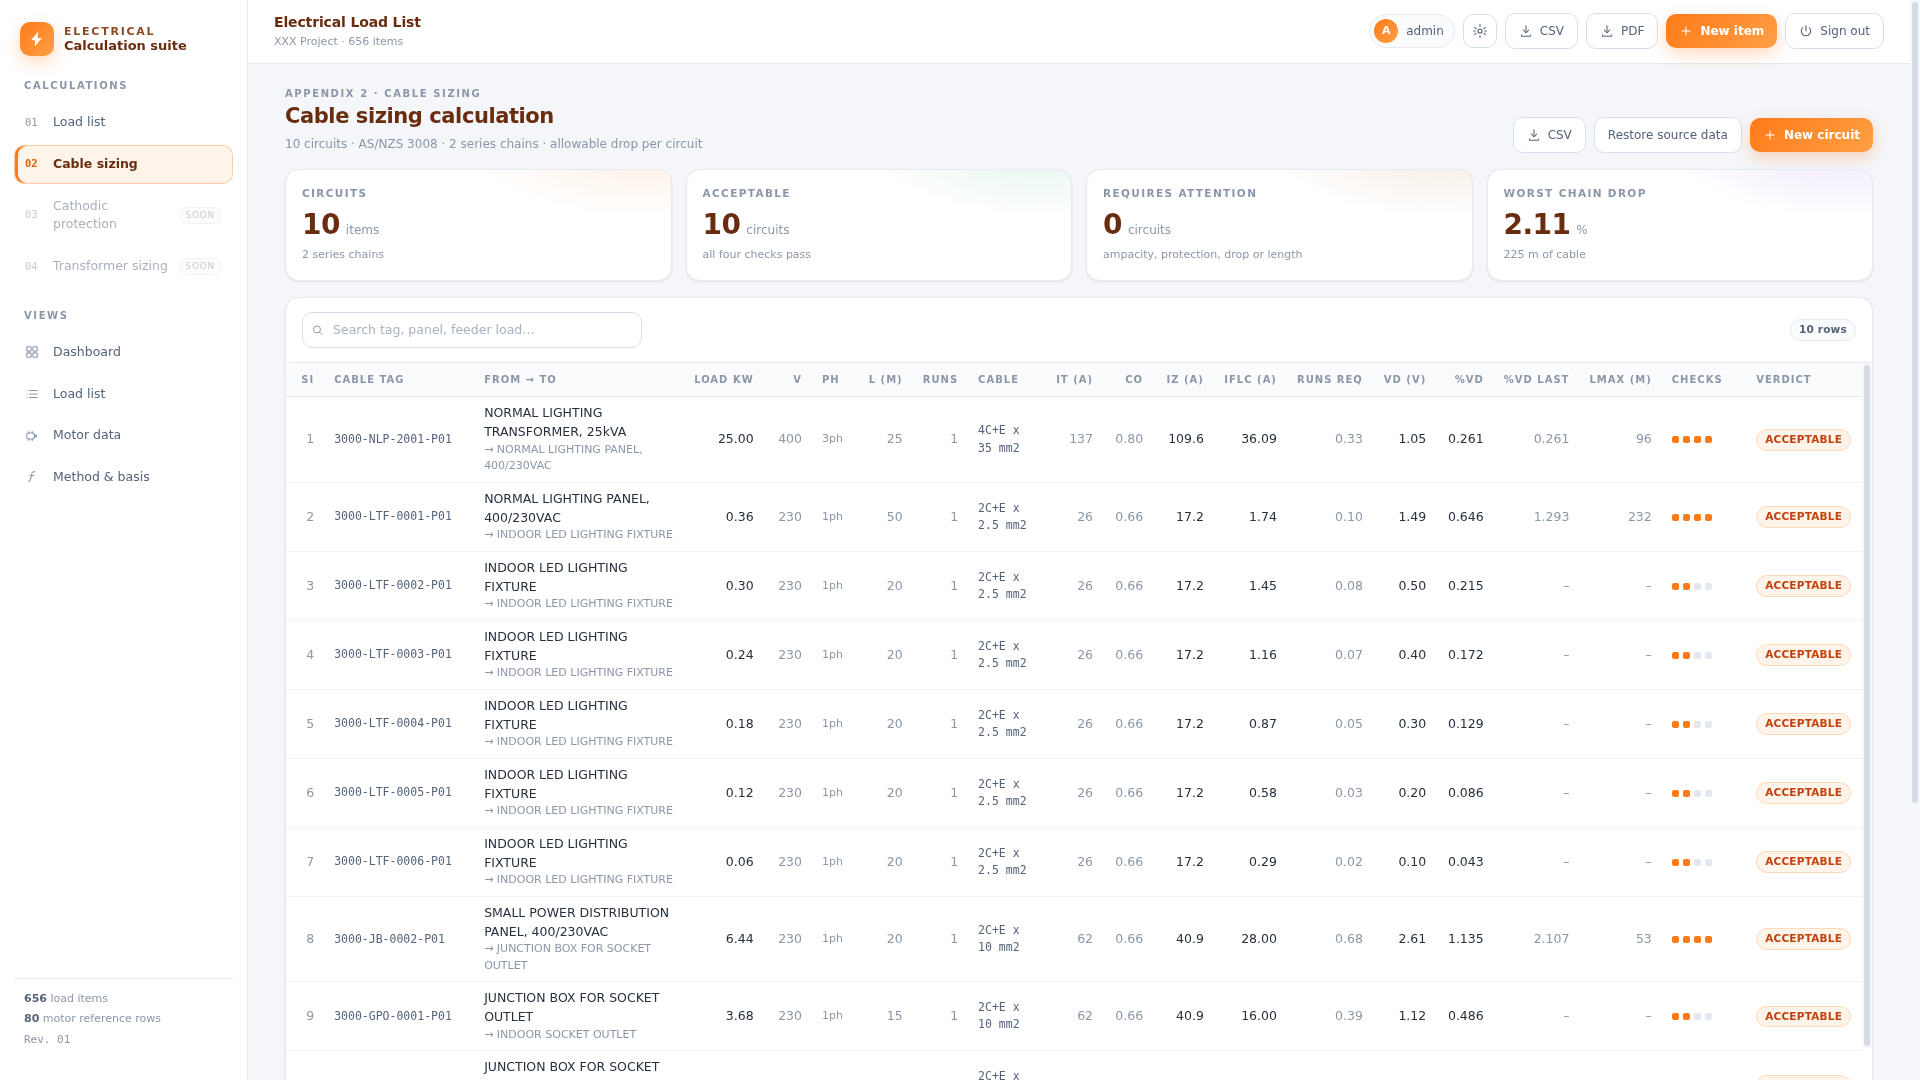 ELECTRICAL
Calculation suite
CALCULATIONS
01 Load list
02 Cable sizing
03 Cathodic protection SOON
04 Transformer sizing SOON
VIEWS
Dashboard
Load list
Motor data
Method & basis
656 load items
80 motor reference rows
Rev. 01
Electrical Load List
XXX Project · 656 items
A admin CSV PDF + New item Sign out
APPENDIX 2 · CABLE SIZING
Cable sizing calculation
10 circuits · AS/NZS 3008 · 2 series chains · allowable drop per circuit
CSV Restore source data + New circuit
CIRCUITS
10 items
2 series chains
ACCEPTABLE
10 circuits
all four checks pass
REQUIRES ATTENTION
0 circuits
ampacity, protection, drop or length
WORST CHAIN DROP
2.11 %
225 m of cable
Search tag, panel, feeder load...
10 rows
SI CABLE TAG FROM → TO LOAD KW V PH L (M) RUNS CABLE IT (A) CO IZ (A) IFLC (A) RUNS REQ VD (V) %VD %VD LAST LMAX (M) CHECKS VERDICT
1 3000-NLP-2001-P01 NORMAL LIGHTING TRANSFORMER, 25kVA → NORMAL LIGHTING PANEL, 400/230VAC 25.00 400 3ph 25 1 4C+E x 35 mm2 137 0.80 109.6 36.09 0.33 1.05 0.261 0.261 96 ACCEPTABLE
2 3000-LTF-0001-P01 NORMAL LIGHTING PANEL, 400/230VAC → INDOOR LED LIGHTING FIXTURE 0.36 230 1ph 50 1 2C+E x 2.5 mm2 26 0.66 17.2 1.74 0.10 1.49 0.646 1.293 232 ACCEPTABLE
3 3000-LTF-0002-P01 INDOOR LED LIGHTING FIXTURE → INDOOR LED LIGHTING FIXTURE 0.30 230 1ph 20 1 2C+E x 2.5 mm2 26 0.66 17.2 1.45 0.08 0.50 0.215 – – ACCEPTABLE
4 3000-LTF-0003-P01 INDOOR LED LIGHTING FIXTURE → INDOOR LED LIGHTING FIXTURE 0.24 230 1ph 20 1 2C+E x 2.5 mm2 26 0.66 17.2 1.16 0.07 0.40 0.172 – – ACCEPTABLE
5 3000-LTF-0004-P01 INDOOR LED LIGHTING FIXTURE → INDOOR LED LIGHTING FIXTURE 0.18 230 1ph 20 1 2C+E x 2.5 mm2 26 0.66 17.2 0.87 0.05 0.30 0.129 – – ACCEPTABLE
6 3000-LTF-0005-P01 INDOOR LED LIGHTING FIXTURE → INDOOR LED LIGHTING FIXTURE 0.12 230 1ph 20 1 2C+E x 2.5 mm2 26 0.66 17.2 0.58 0.03 0.20 0.086 – – ACCEPTABLE
7 3000-LTF-0006-P01 INDOOR LED LIGHTING FIXTURE → INDOOR LED LIGHTING FIXTURE 0.06 230 1ph 20 1 2C+E x 2.5 mm2 26 0.66 17.2 0.29 0.02 0.10 0.043 – – ACCEPTABLE
8 3000-JB-0002-P01 SMALL POWER DISTRIBUTION PANEL, 400/230VAC → JUNCTION BOX FOR SOCKET OUTLET 6.44 230 1ph 20 1 2C+E x 10 mm2 62 0.66 40.9 28.00 0.68 2.61 1.135 2.107 53 ACCEPTABLE
9 3000-GPO-0001-P01 JUNCTION BOX FOR SOCKET OUTLET → INDOOR SOCKET OUTLET 3.68 230 1ph 15 1 2C+E x 10 mm2 62 0.66 40.9 16.00 0.39 1.12 0.486 – – ACCEPTABLE
JUNCTION BOX FOR SOCKET 2C+E x